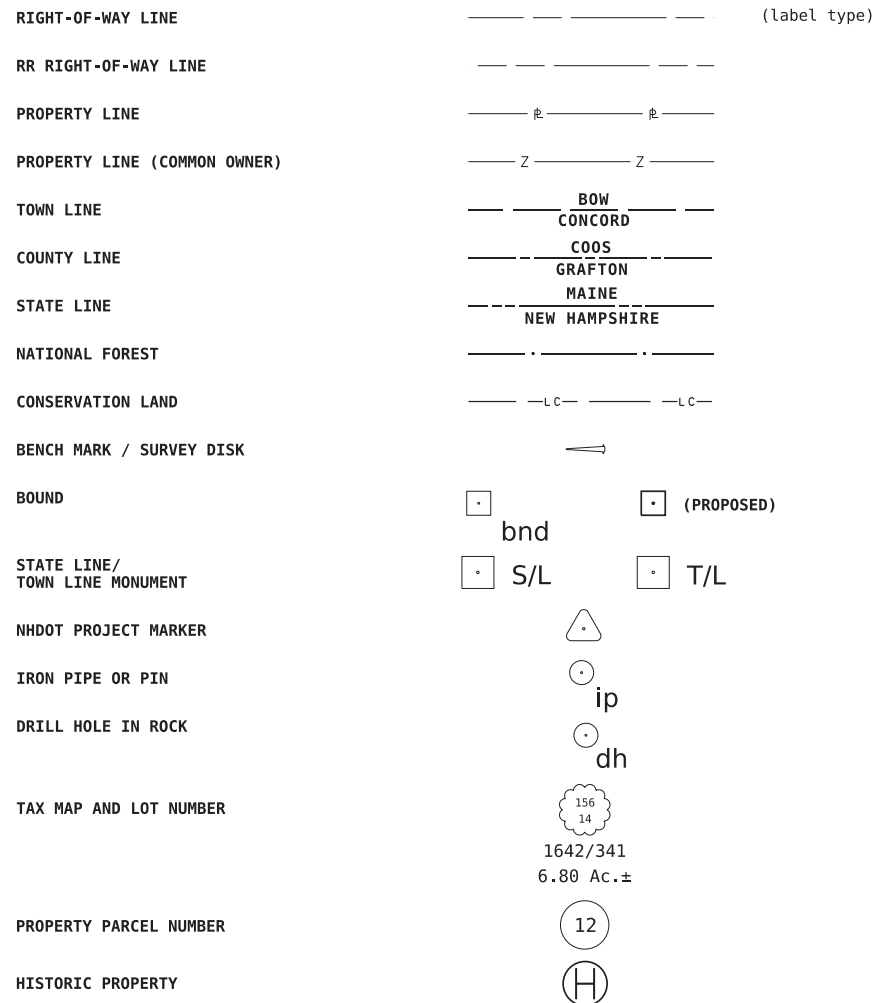 RIGHT-OF-WAY LINE (label type)
RR RIGHT-OF-WAY LINE
PROPERTY LINE ⅊ ⅊
PROPERTY LINE (COMMON OWNER) Z Z
TOWN LINE BOW
CONCORD
COUNTY LINE COOS
GRAFTON
STATE LINE MAINE
NEW HAMPSHIRE
NATIONAL FOREST
CONSERVATION LAND LC LC
BENCH MARK / SURVEY DISK
BOUND bnd (PROPOSED)
STATE LINE/
TOWN LINE MONUMENT S/L T/L
NHDOT PROJECT MARKER
IRON PIPE OR PIN ip
DRILL HOLE IN ROCK dh
TAX MAP AND LOT NUMBER 156
14
1642/341
6.80 Ac.±
PROPERTY PARCEL NUMBER 12
HISTORIC PROPERTY H